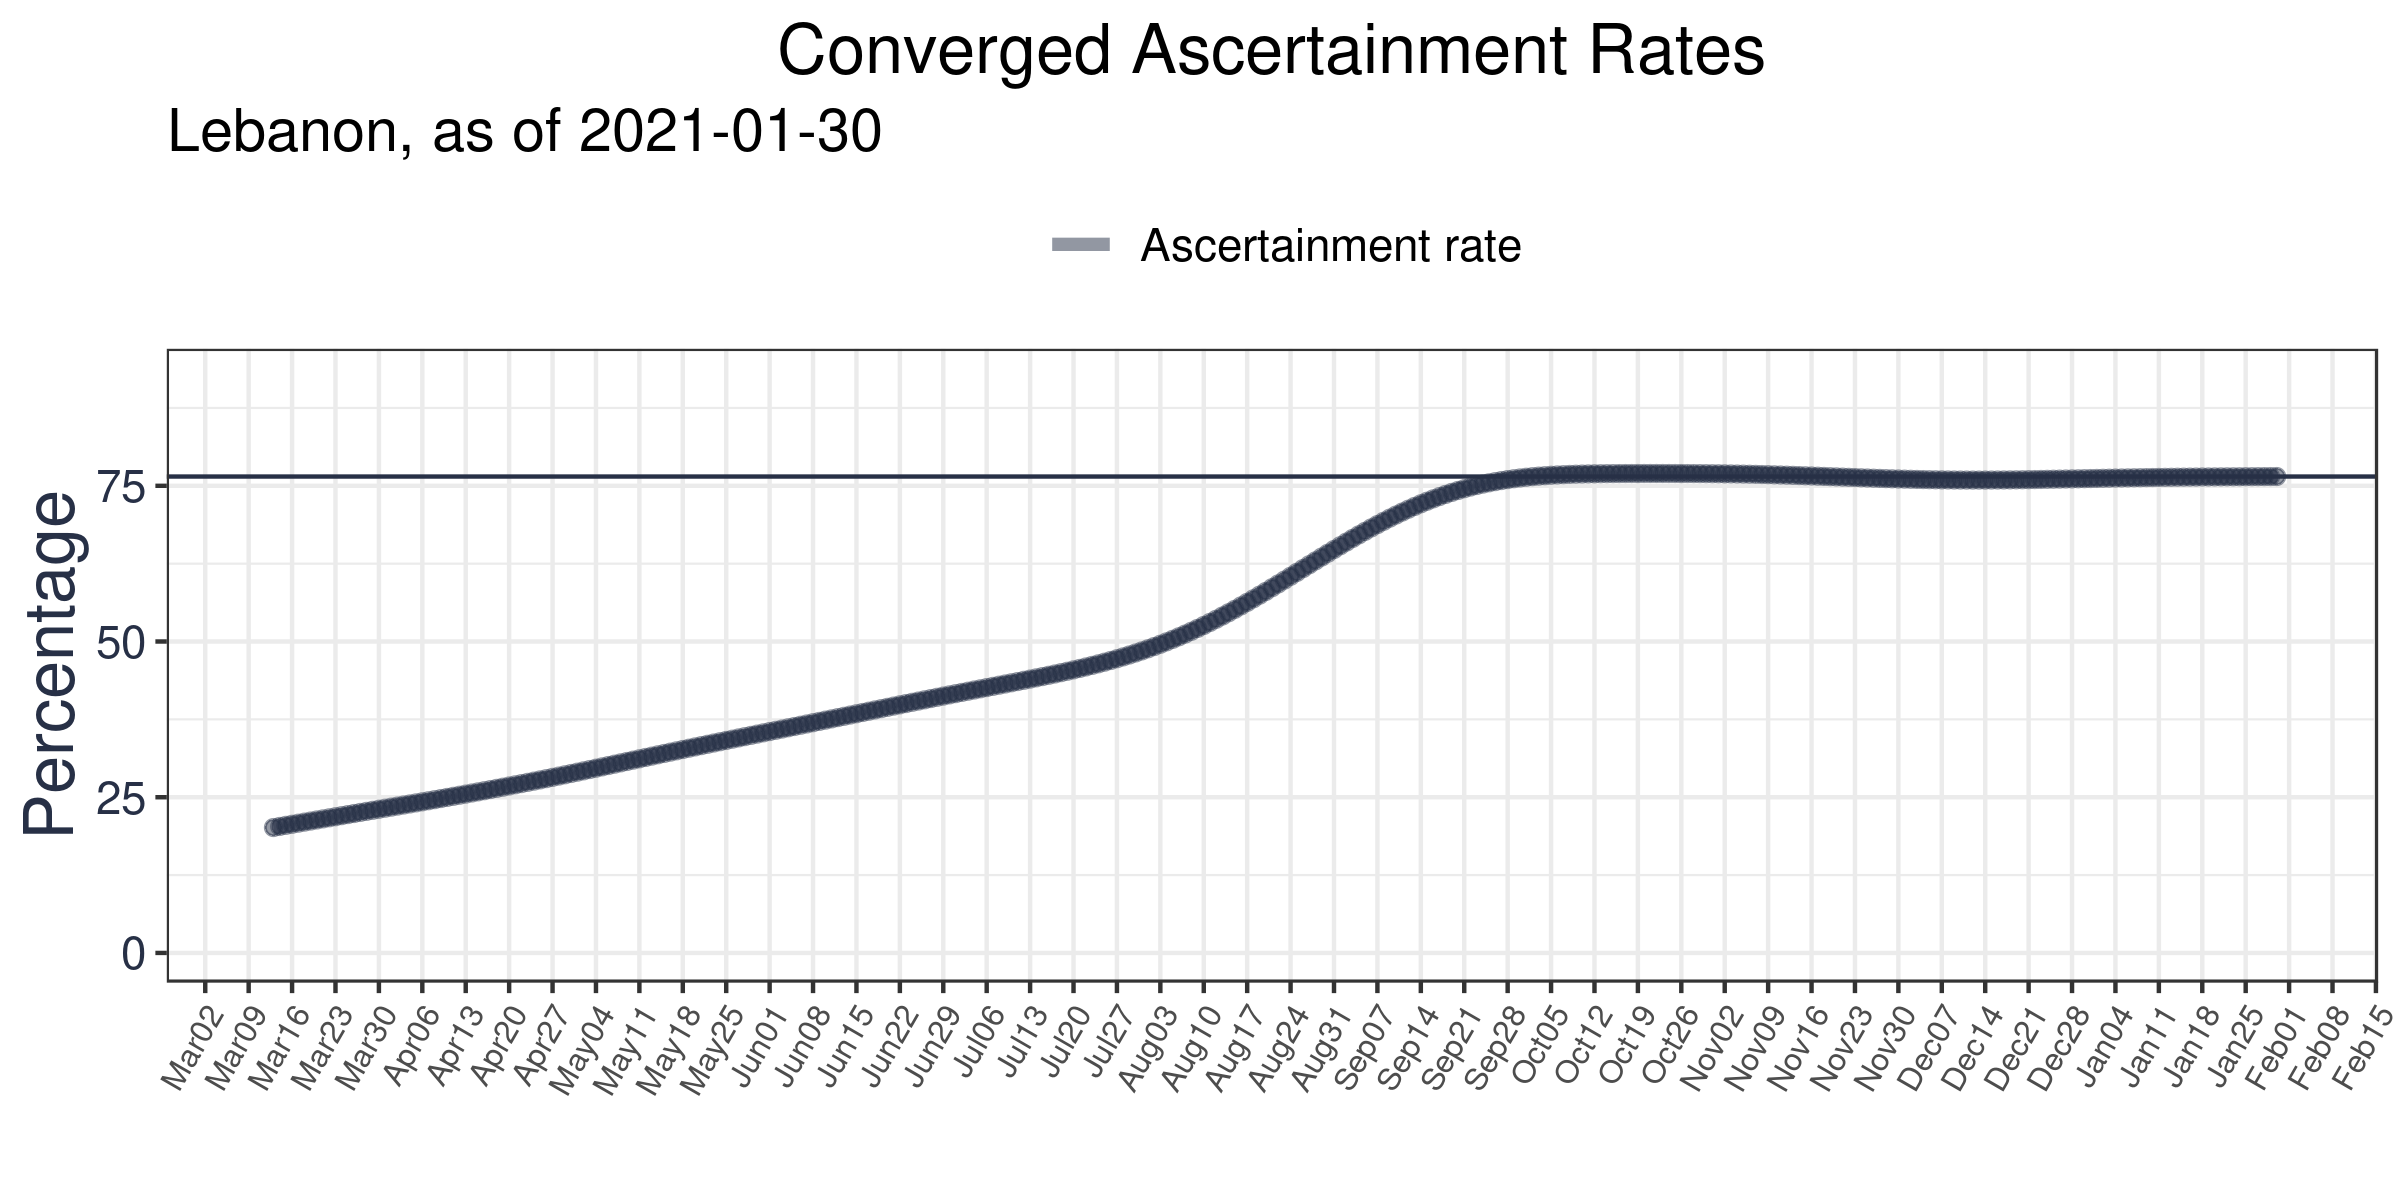 Converged Ascertainment Rates
Lebanon, as of 2021-01-30
Ascertainment rate
Percentage
75
50
25
0
Mar02 Mar09 Mar16 Mar23 Mar30 Apr06 Apr13 Apr20 Apr27 May04 May11 May18 May25 Jun01 Jun08 Jun15 Jun22 Jun29 Jul06 Jul13 Jul20 Jul27 Aug03 Aug10 Aug17 Aug24 Aug31 Sep07 Sep14 Sep21 Sep28 Oct05 Oct12 Oct19 Oct26 Nov02 Nov09 Nov16 Nov23 Nov30 Dec07 Dec14 Dec21 Dec28 Jan04 Jan11 Jan18 Jan25 Feb01 Feb08 Feb15